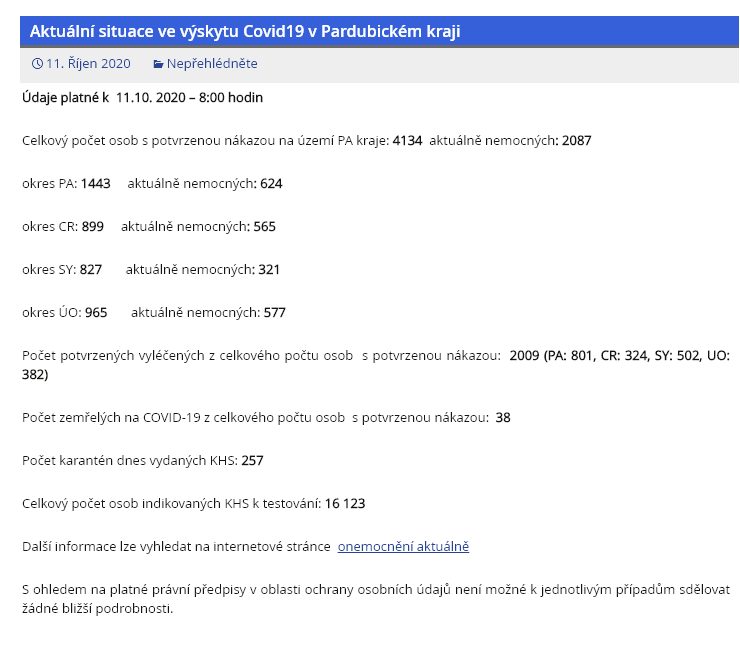 Aktuální situace ve výskytu Covid19 v Pardubickém kraji
11. Říjen 2020 Nepřehlédněte
Údaje platné k 11.10. 2020 – 8:00 hodin
Celkový počet osob s potvrzenou nákazou na území PA kraje: 4134 aktuálně nemocných: 2087
okres PA: 1443 aktuálně nemocných: 624
okres CR: 899 aktuálně nemocných: 565
okres SY: 827 aktuálně nemocných: 321
okres ÚO: 965 aktuálně nemocných: 577
Počet potvrzených vyléčených z celkového počtu osob s potvrzenou nákazou: 2009 (PA: 801, CR: 324, SY: 502, UO:
382)
Počet zemřelých na COVID-19 z celkového počtu osob s potvrzenou nákazou: 38
Počet karantén dnes vydaných KHS: 257
Celkový počet osob indikovaných KHS k testování: 16 123
Další informace lze vyhledat na internetové stránce onemocnění aktuálně
S ohledem na platné právní předpisy v oblasti ochrany osobních údajů není možné k jednotlivým případům sdělovat
žádné bližší podrobnosti.